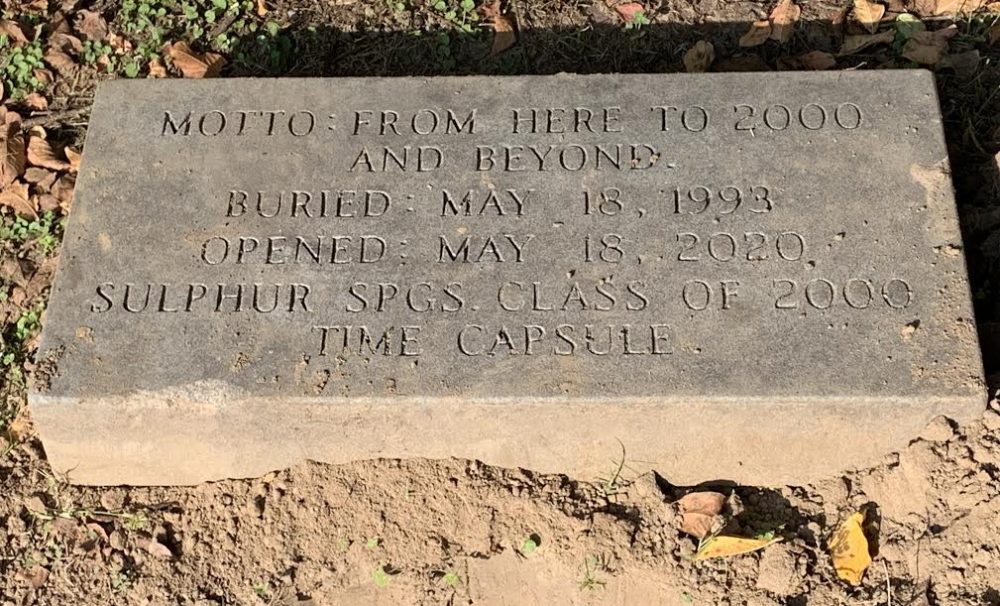 MOTTO: FROM HERE TO 2000
AND BEYOND.
BURIED: MAY 18, 1993
OPENED: MAY 18, 2020
SULPHUR SPGS. CLASS OF 2000
TIME CAPSULE